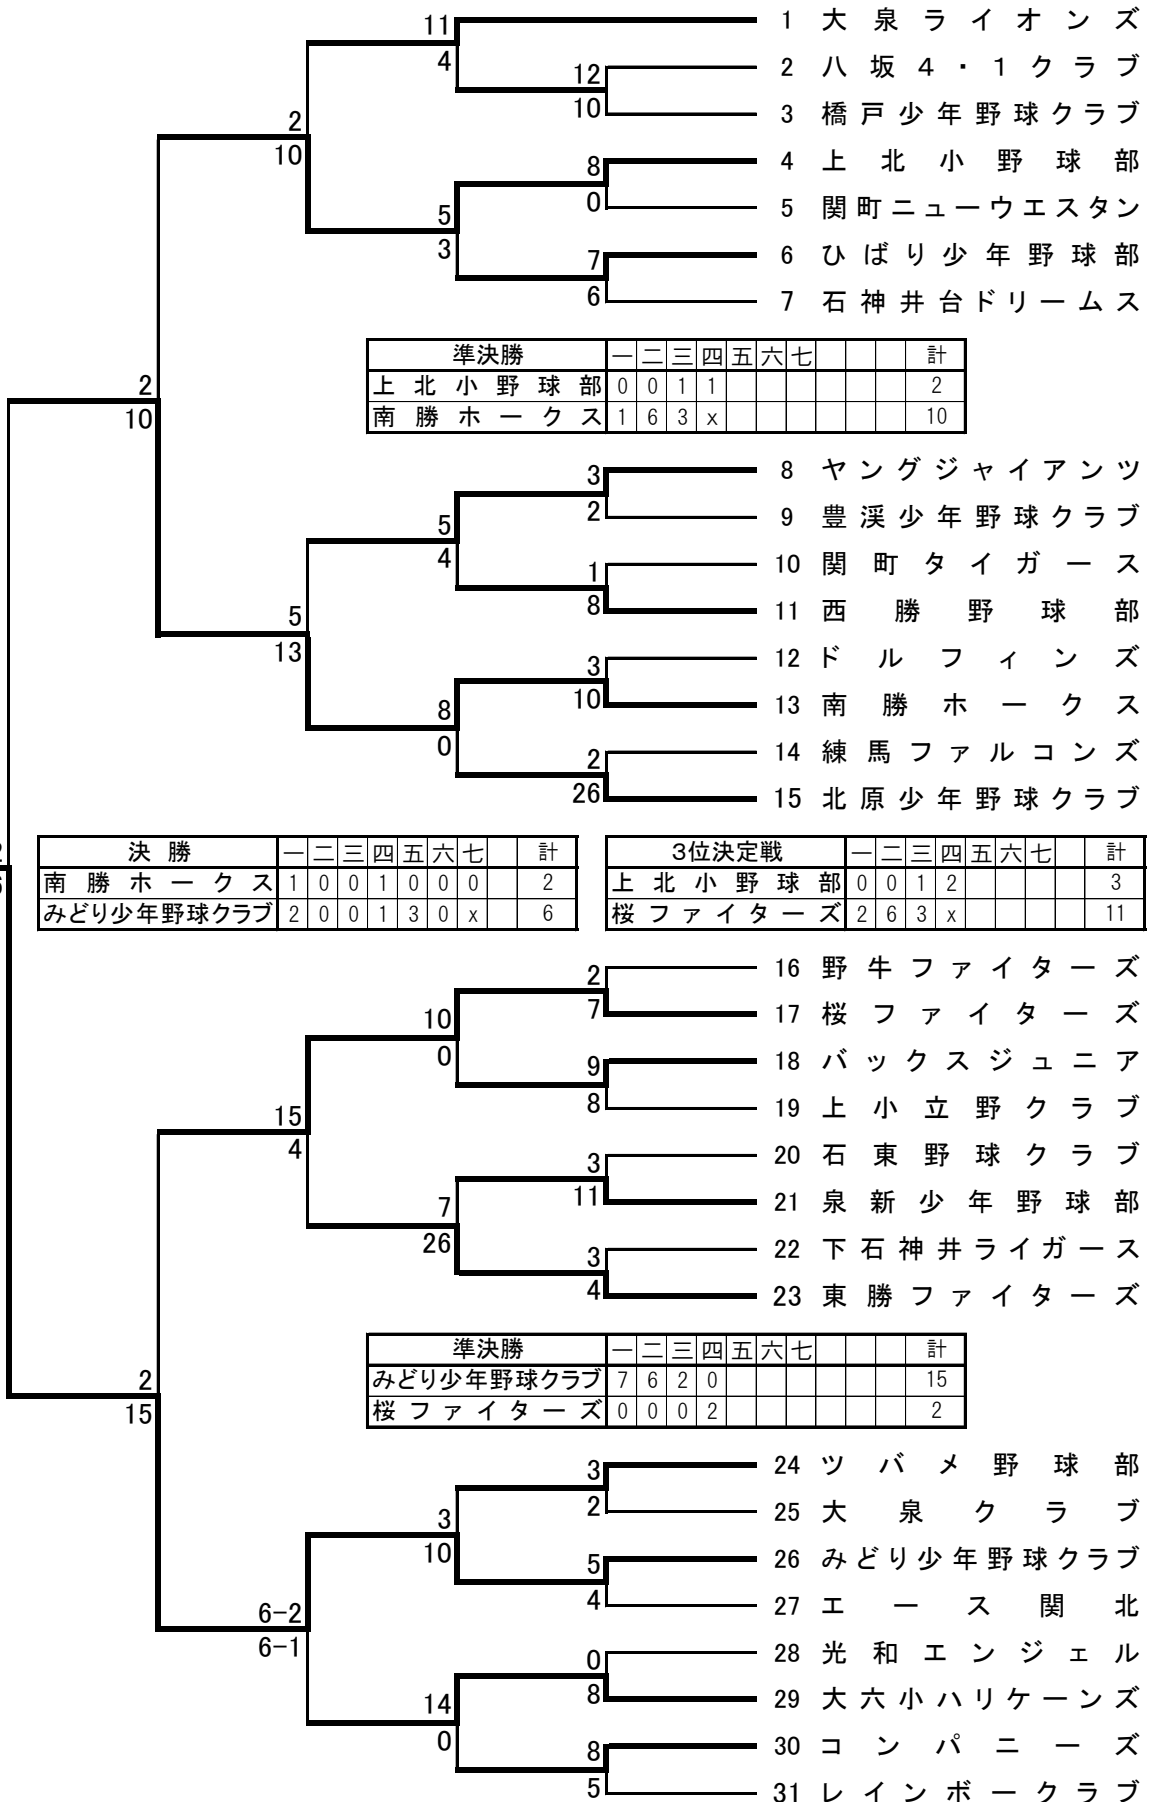 11
1 大泉ライオンズ
4
12
2 八坂4・1クラブ
10
3 橋戸少年野球クラブ
2
10
8
4 上北小野球部
0
5 関町ニューウエスタン
5
3
7
6 ひばり少年野球部
6
7 石神井台ドリームス
準決勝 一 二 三 四 五 六 七 計
上北小野球部 0 0 1 1 2
南勝ホークス 1 6 3 x 10
2
10
3
8 ヤングジャイアンツ
2
9 豊渓少年野球クラブ
5
4
1
10 関町タイガース
8
11 西勝野球部
5
13
3
12 ドルフィンズ
10
13 南勝ホークス
8
0
2
14 練馬ファルコンズ
26
15 北原少年野球クラブ
決勝 一 二 三 四 五 六 七 計
南勝ホークス 1 0 0 1 0 0 0 2
みどり少年野球クラブ 2 0 0 1 3 0 x 6
3位決定戦 一 二 三 四 五 六 七 計
上北小野球部 0 0 1 2 3
桜ファイターズ 2 6 3 x 11
2
16 野牛ファイターズ
7
17 桜ファイターズ
10
0
9
18 バックスジュニア
8
19 上小立野クラブ
15
4
3
20 石東野球クラブ
11
21 泉新少年野球部
7
26
3
22 下石神井ライガース
4
23 東勝ファイターズ
準決勝 一 二 三 四 五 六 七 計
みどり少年野球クラブ 7 6 2 0 15
桜ファイターズ 0 0 0 2 2
2
15
3
24 ツバメ野球部
2
25 大泉クラブ
3
10
5
26 みどり少年野球クラブ
4
27 エース関北
6-2
6-1
0
28 光和エンジェル
8
29 大六小ハリケーンズ
14
0
8
30 コンパニーズ
5
31 レインボークラブ